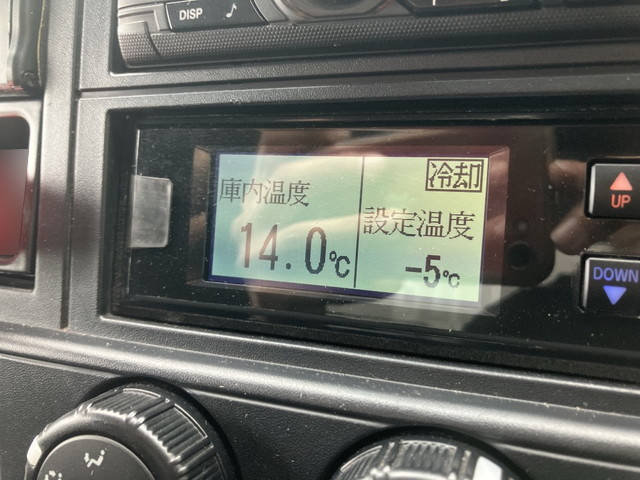 DISP ♪
冷却
庫内温度
設定温度
14.0℃
-5℃
UP
DOWN